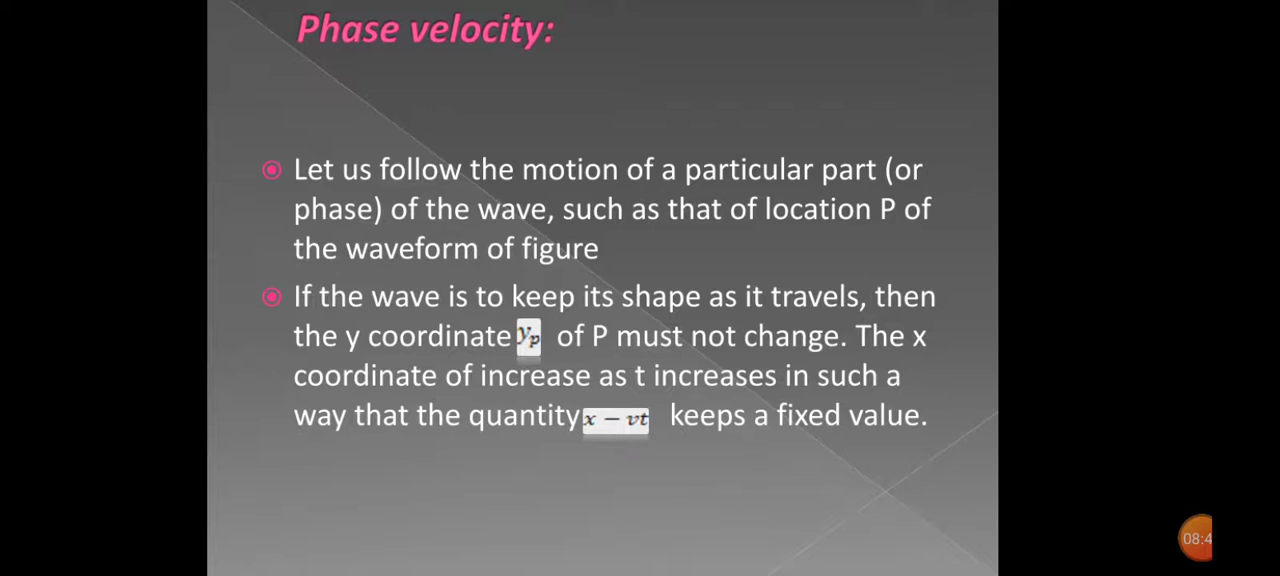 Phase velocity:
Let us follow the motion of a particular part (or
phase) of the wave, such as that of location P of
the waveform of figure
If the wave is to keep its shape as it travels, then
the y coordinate yₚ of P must not change. The x
coordinate of increase as t increases in such a
way that the quantity x − vt keeps a fixed value.
08:4